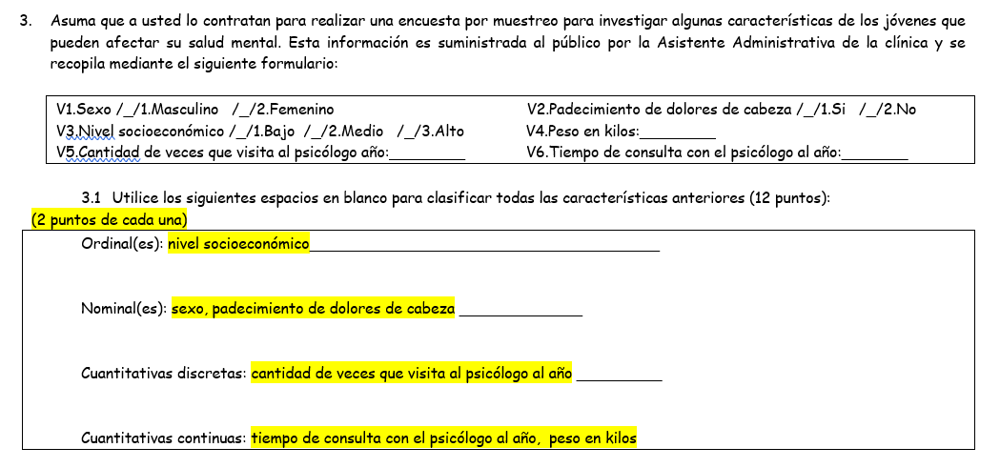 3. Asuma que a usted lo contratan para realizar una encuesta por muestreo para investigar algunas características de los jóvenes que
pueden afectar su salud mental. Esta información es suministrada al público por la Asistente Administrativa de la clínica y se
recopila mediante el siguiente formulario:
V1.Sexo /_/1.Masculino /_/2.Femenino V2.Padecimiento de dolores de cabeza /_/1.Si /_/2.No
V3.Nivel socioeconómico /_/1.Bajo /_/2.Medio /_/3.Alto V4.Peso en kilos:_________
V5.Cantidad de veces que visita al psicólogo año:_________ V6.Tiempo de consulta con el psicólogo al año:________
3.1 Utilice los siguientes espacios en blanco para clasificar todas las características anteriores (12 puntos):
(2 puntos de cada una)
Ordinal(es): nivel socioeconómico__________________________________________
Nominal(es): sexo, padecimiento de dolores de cabeza _______________
Cuantitativas discretas: cantidad de veces que visita al psicólogo al año __________
Cuantitativas continuas: tiempo de consulta con el psicólogo al año, peso en kilos